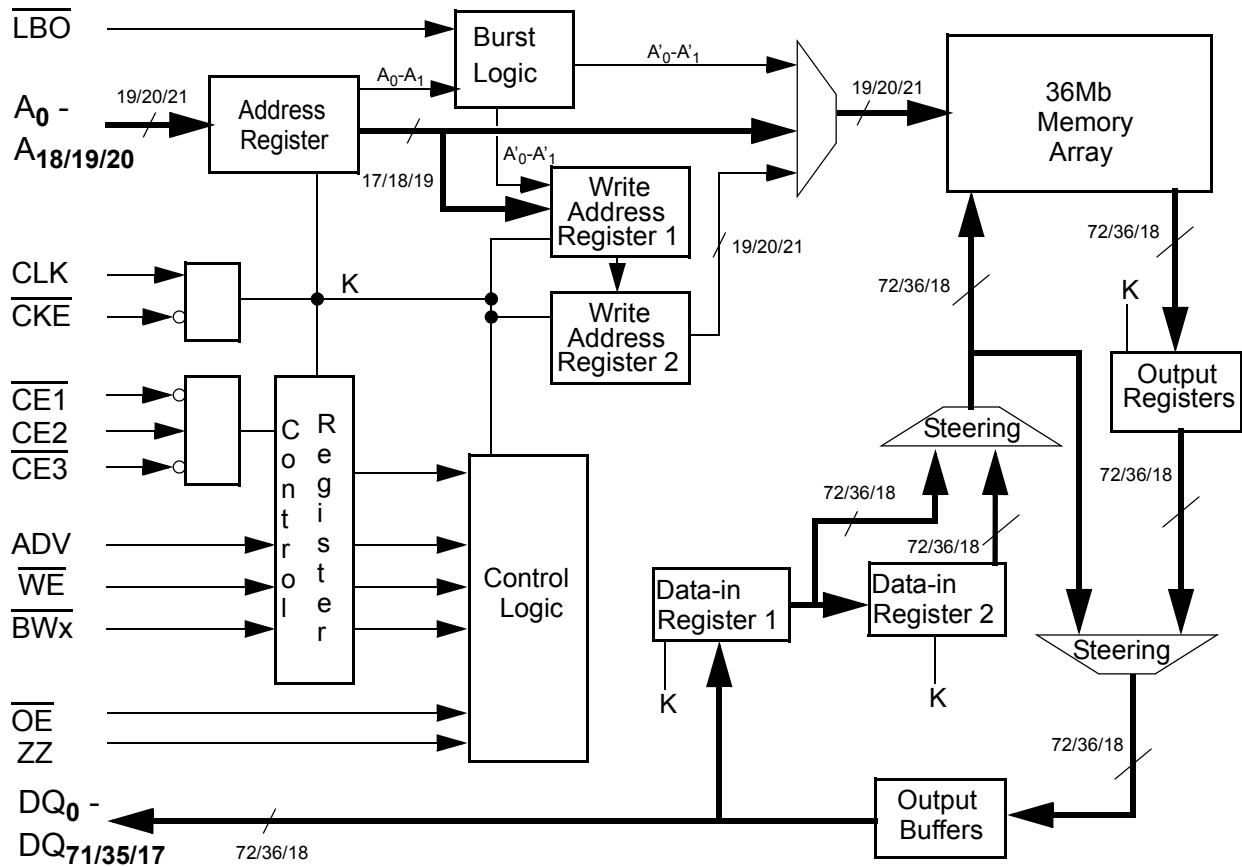 LBO
Burst
Logic
A'0-A'1
A0-A1
19/20/21
A0 -
A18/19/20
Address
Register
19/20/21
36Mb
Memory
Array
17/18/19
A'0-A'1
Write
Address
Register 1
19/20/21
72/36/18
72/36/18
CLK
CKE
K
Write
Address
Register 2
K
Output
Registers
CE1
CE2
CE3
Control
Register
Steering
72/36/18
72/36/18
72/36/18
ADV
WE
BWx
Control
Logic
Data-in
Register 1
Data-in
Register 2
Steering
K
K
OE
ZZ
72/36/18
DQ0 -
DQ71/35/17
72/36/18
Output
Buffers